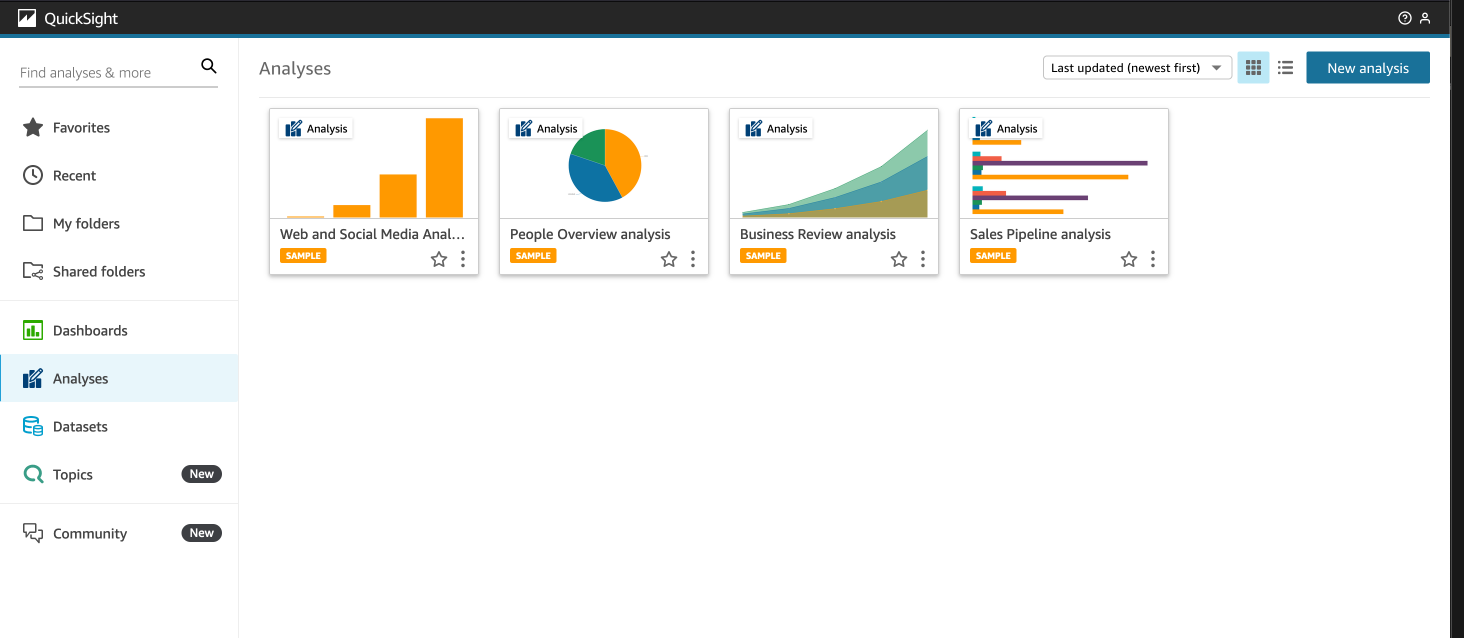 QuickSight
Find analyses & more
Favorites
Recent
My folders
Shared folders
Dashboards
Analyses
Datasets
Topics New
Community New
Analyses
Last updated (newest first)
New analysis
Analysis
Web and Social Media Anal...
SAMPLE
Analysis
People Overview analysis
SAMPLE
Analysis
Business Review analysis
SAMPLE
Analysis
Sales Pipeline analysis
SAMPLE